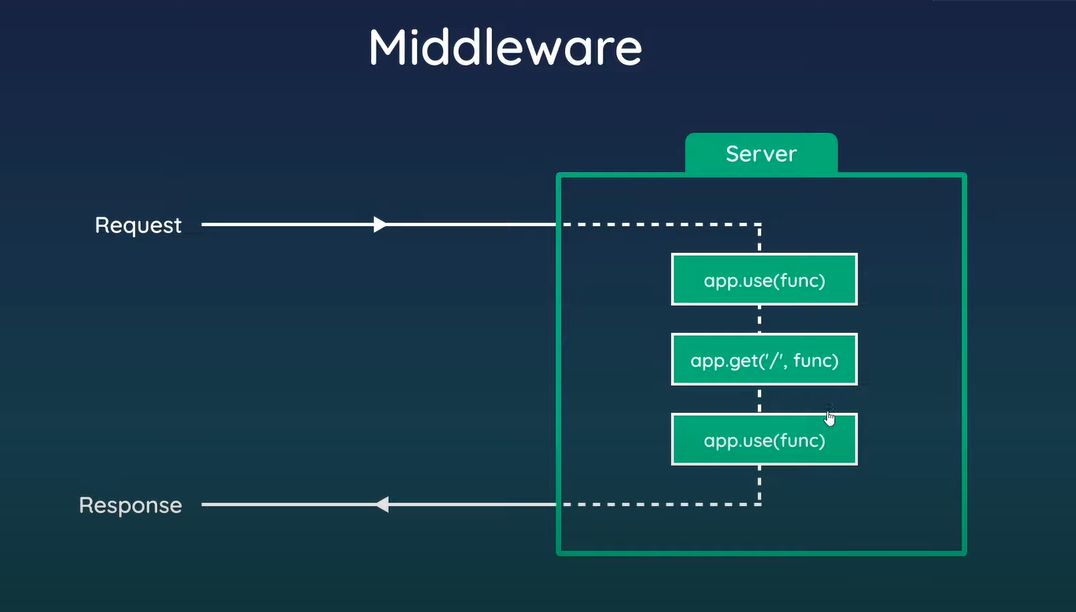 Middleware
Server
Request
app.use(func)
app.get('/', func)
app.use(func)
Response